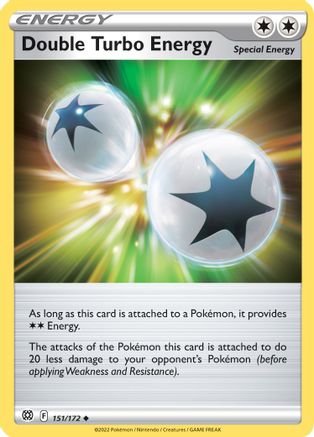 ENERGY
Double Turbo Energy
Special Energy
As long as this card is attached to a Pokémon, it provides
Energy.
The attacks of the Pokémon this card is attached to do
20 less damage to your opponent's Pokémon (before
applying Weakness and Resistance).
F 151/172
©2022 Pokémon / Nintendo / Creatures / GAME FREAK